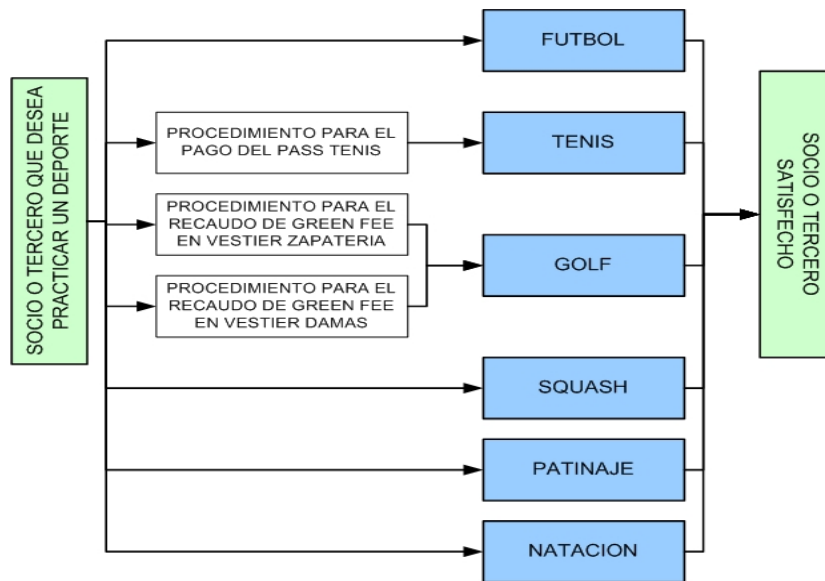 SOCIO O TERCERO QUE DESEA
PRACTICAR UN DEPORTE
FUTBOL
PROCEDIMIENTO PARA EL
PAGO DEL PASS TENIS
TENIS
PROCEDIMIENTO PARA EL
RECAUDO DE GREEN FEE
EN VESTIER ZAPATERIA
PROCEDIMIENTO PARA EL
RECAUDO DE GREEN FEE
EN VESTIER DAMAS
GOLF
SQUASH
PATINAJE
NATACION
SOCIO O TERCERO
SATISFECHO